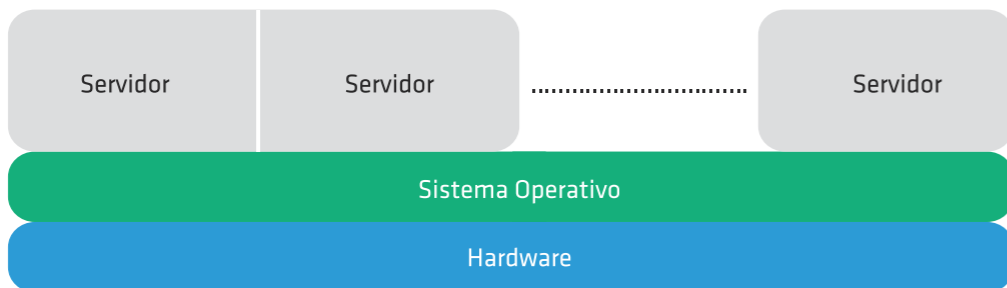 Servidor
Servidor
................................
Servidor
Sistema Operativo
Hardware